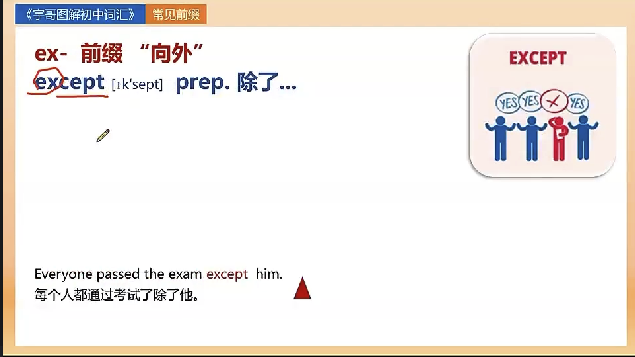 《宇哥图解初中词汇》 常见前缀
ex- 前缀 “向外”
except [ɪk'sept] prep. 除了...
EXCEPT
YES YES YES
Everyone passed the exam except him.
每个人都通过考试了除了他。